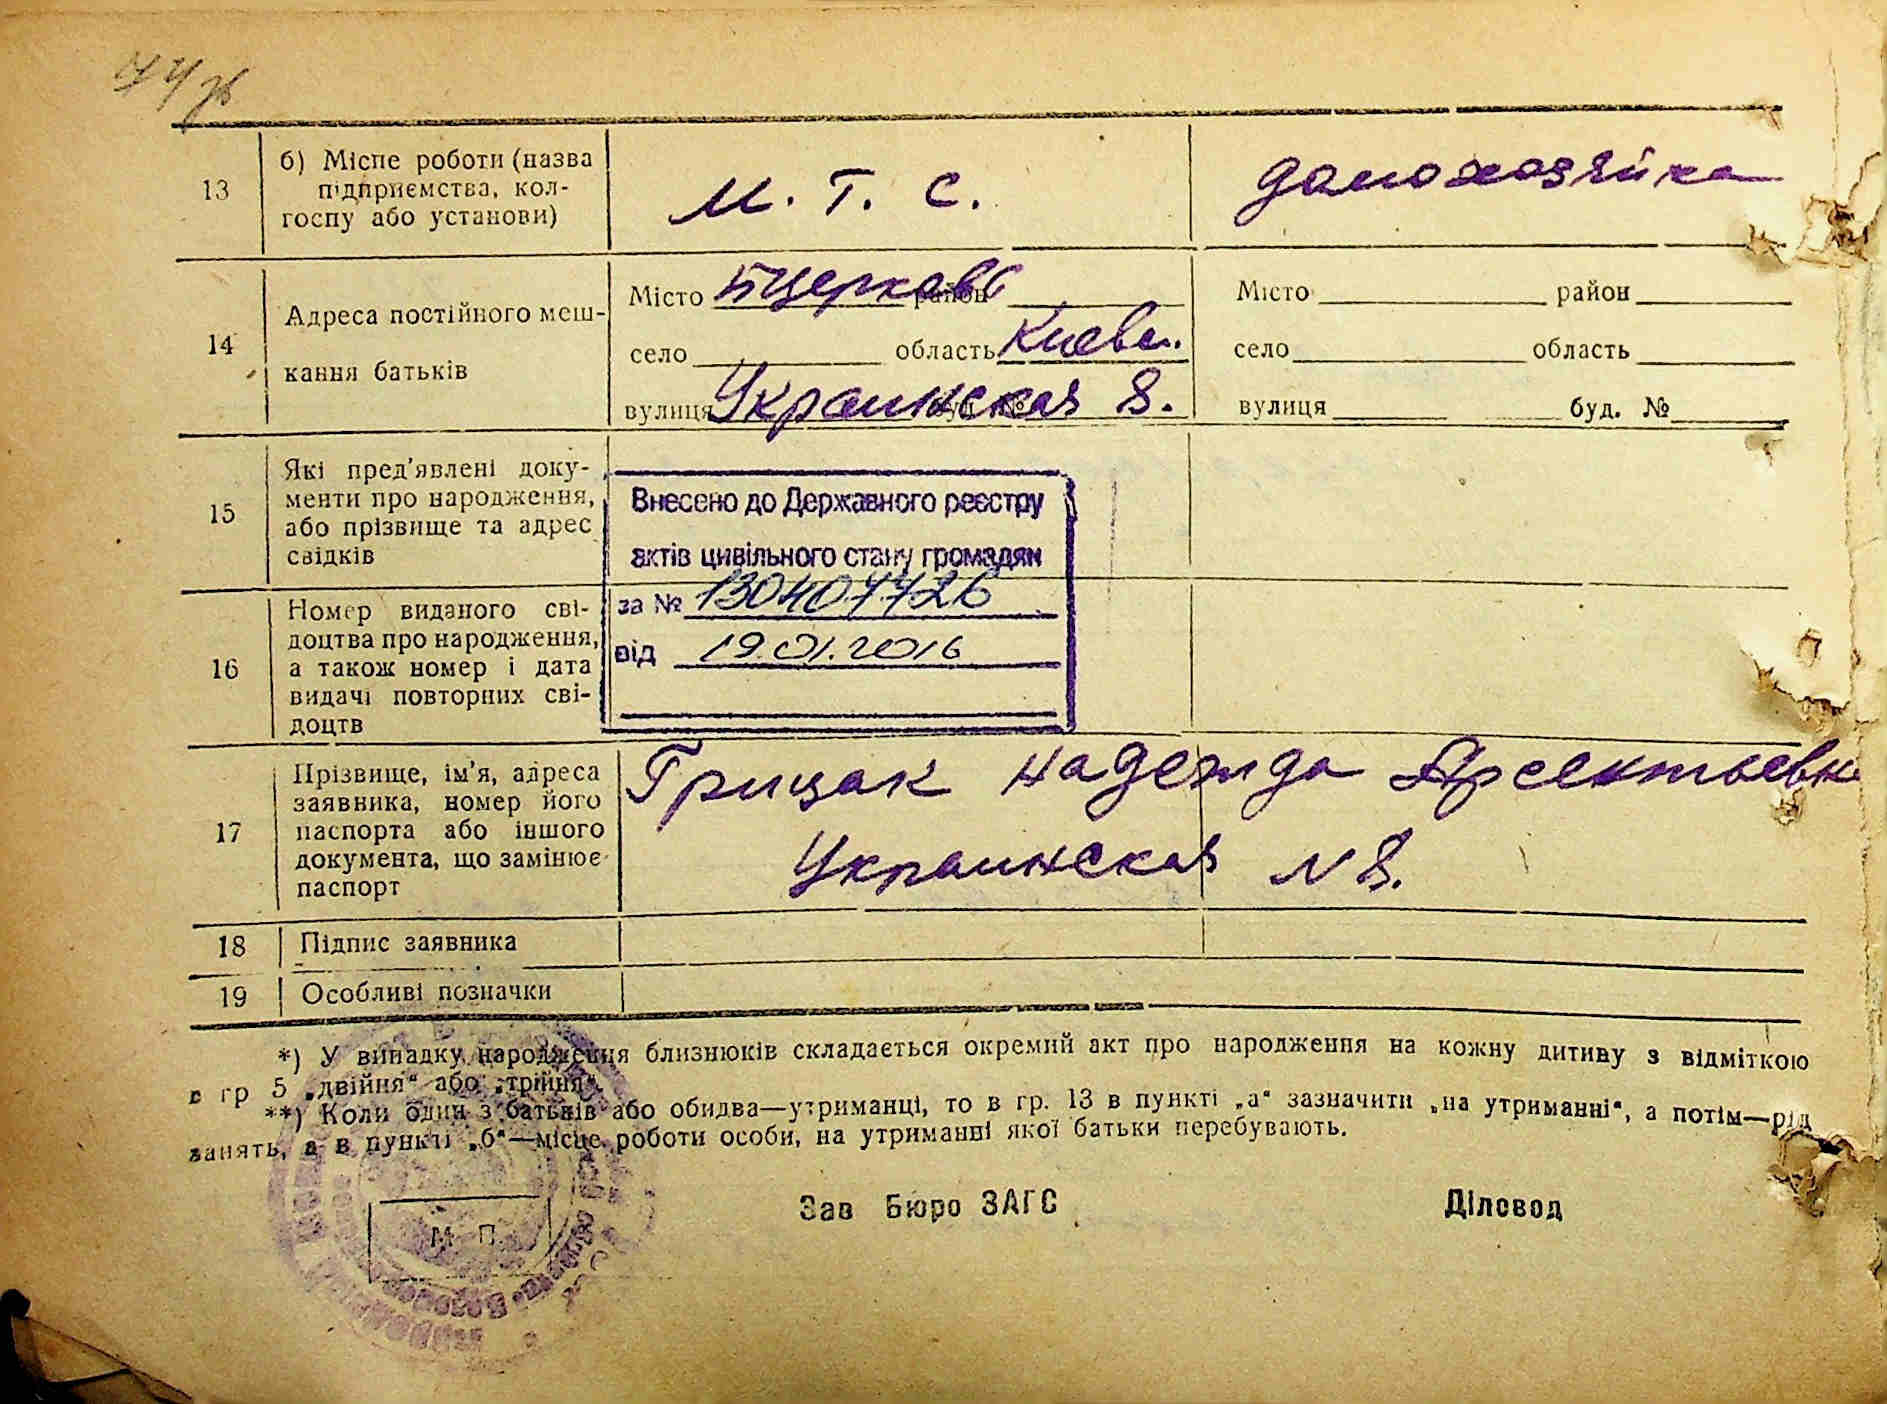 13 б) Місце роботи (назва
підприємства, кол-
госпу або установи)
М. Т. С.
домохозяйка
14 Адреса постійного меш-
кання батьків
Місто Бцерковь район
село область Киевск.
вулиця Украинская 8. буд. №
Місто район
село область
вулиця буд. №
15 Які пред'явлені доку-
менти про народження,
або прізвище та адрес
свідків
Внесено до Державного реєстру
актів цивільного стану громадян
за № 130407726
від 19.01.2016
16 Номер виданого сві-
доцтва про народження,
а також номер і дата
видачі повторних сві-
доцтв
17 Прізвище, ім'я, адреса
заявника, номер його
паспорта або іншого
документа, що замінює
паспорт
Грицак Надежда Арсентьевн
Украинская N 8.
18 Підпис заявника
19 Особливі позначки
*) У випадку народження близнюків складається окремий акт про народження на кожну дитину з відміткою
в гр 5 „двійня“ або „трійня“.
**) Коли один з батьків або обидва—утриманці, то в гр. 13 в пункті „а“ зазначити „на утриманні“, а потім—рід
занять, а в пункті „б“—місце роботи особи, на утриманні якої батьки перебувають.
М П.
Зав Бюро ЗАГС
Діловод